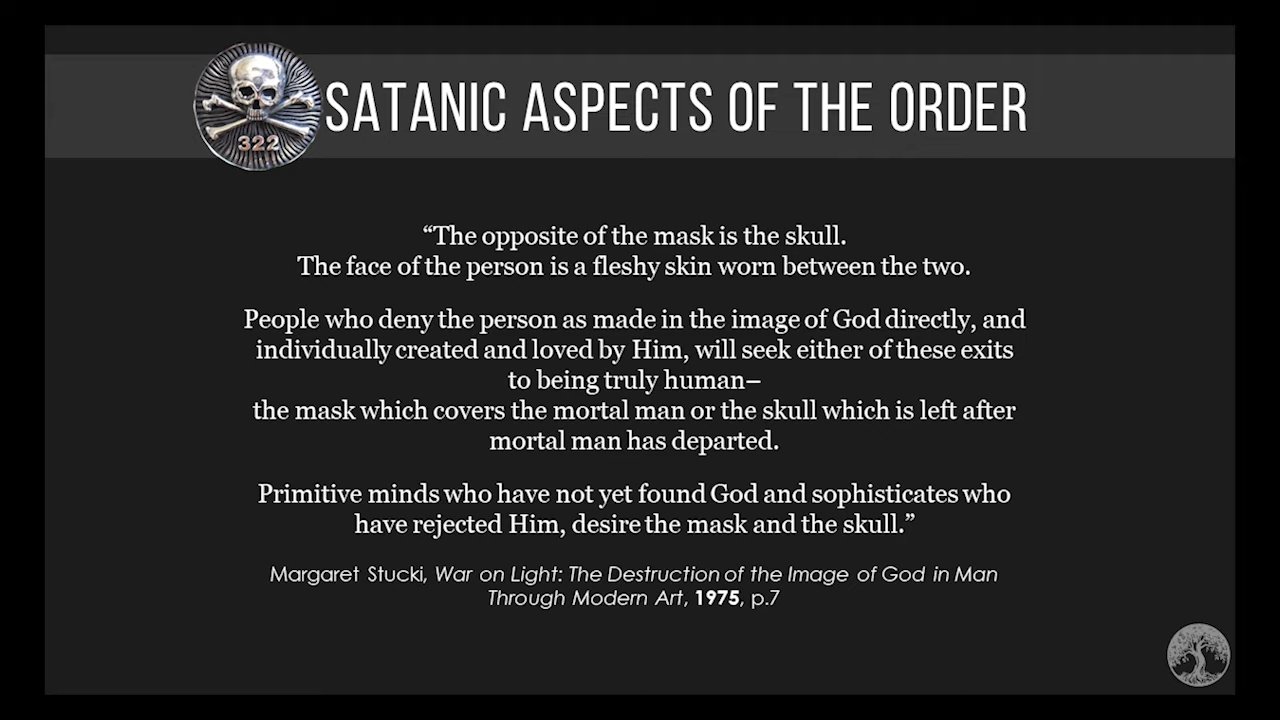 SATANIC ASPECTS OF THE ORDER
322
“The opposite of the mask is the skull.
The face of the person is a fleshy skin worn between the two.
People who deny the person as made in the image of God directly, and
individually created and loved by Him, will seek either of these exits
to being truly human–
the mask which covers the mortal man or the skull which is left after
mortal man has departed.
Primitive minds who have not yet found God and sophisticates who
have rejected Him, desire the mask and the skull.”
Margaret Stucki, War on Light: The Destruction of the Image of God in Man
Through Modern Art, 1975, p.7